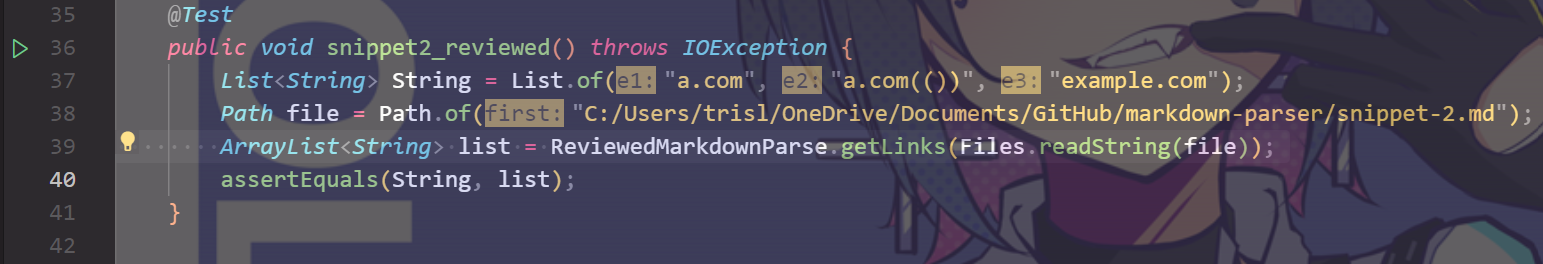 35 @Test
36 public void snippet2_reviewed() throws IOException {
37 List<String> String = List.of(e1: "a.com", e2: "a.com(())", e3: "example.com");
38 Path file = Path.of(first: "C:/Users/trisl/OneDrive/Documents/GitHub/markdown-parser/snippet-2.md");
39 ArrayList<String> list = ReviewedMarkdownParse.getLinks(Files.readString(file));
40 assertEquals(String, list);
41 }
42